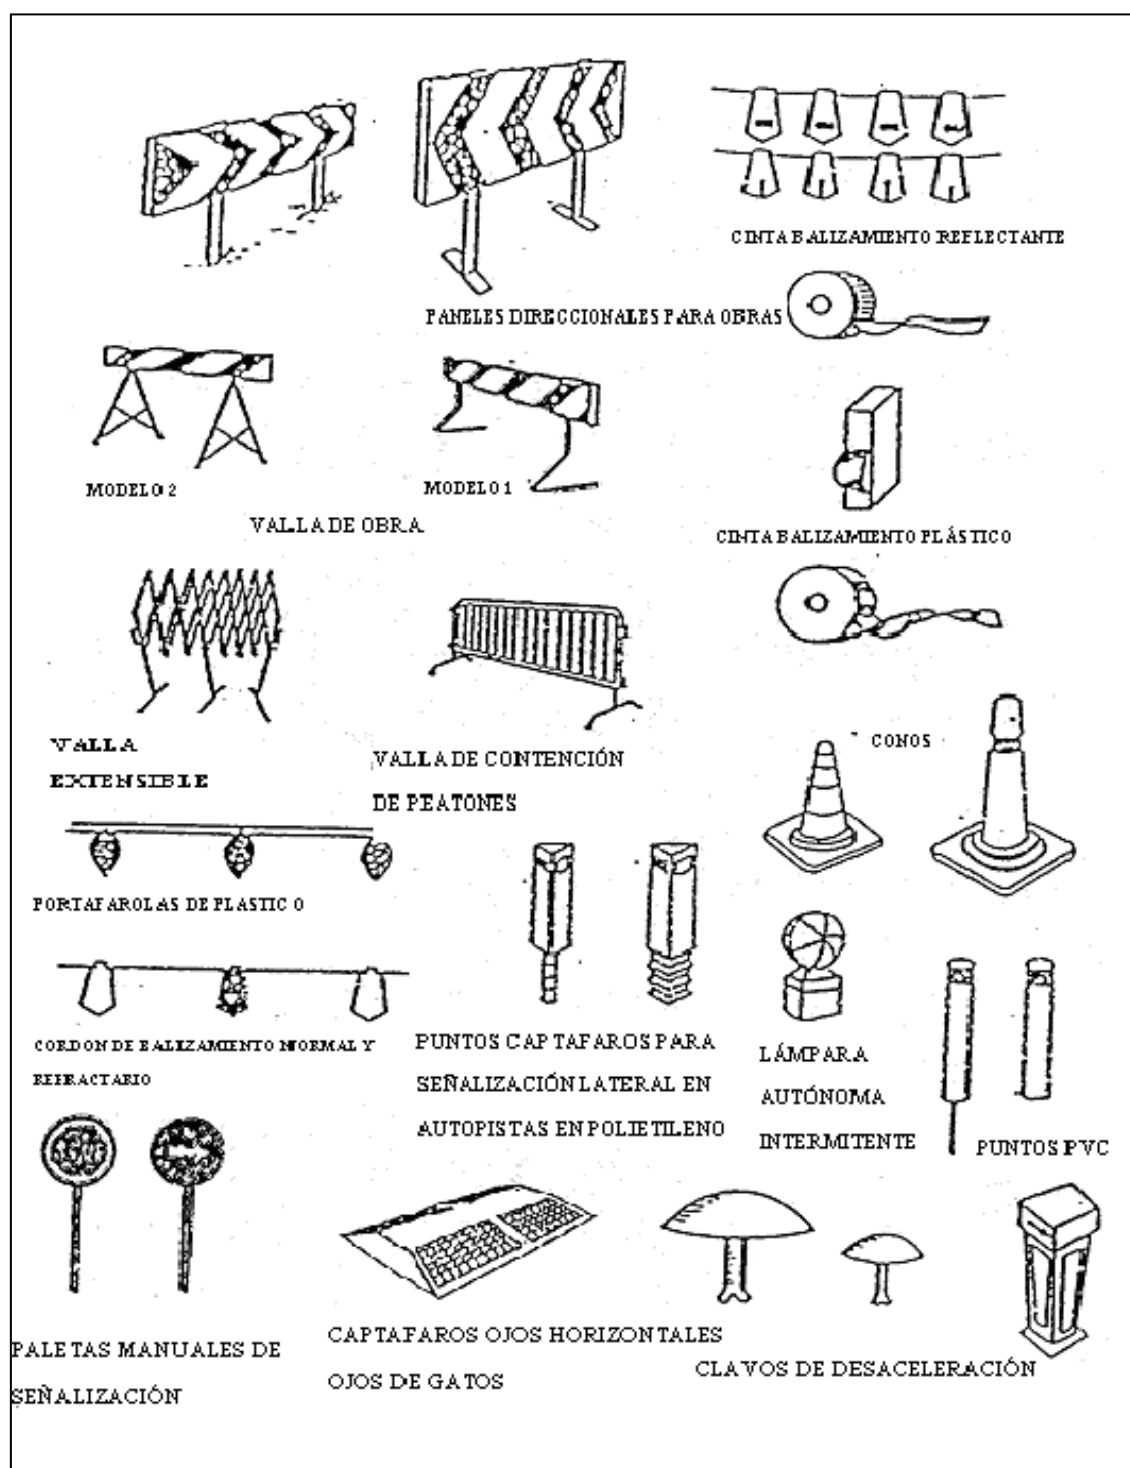 CINTA BALIZAMIENTO REFLECTANTE
PANELES DIRECCIONALES PARA OBRAS
MODELO 2
MODELO 1
VALLA DE OBRA
CINTA BALIZAMIENTO PLÁSTICO
VALLA
EXTENSIBLE
VALLA DE CONTENCIÓN
DE PEATONES
CONOS
PORTAFAROLAS DE PLASTICO
CORDON DE BALIZAMIENTO NORMAL Y
REFRACTARIO
PUNTOS CAPTAFAROS PARA
SEÑALIZACIÓN LATERAL EN
AUTOPISTAS EN POLIETILENO
LÁMPARA
AUTÓNOMA
INTERMITENTE
PUNTOS PVC
PALETAS MANUALES DE
SEÑALIZACIÓN
CAPTAFAROS OJOS HORIZONTALES
OJOS DE GATOS
CLAVOS DE DESACELERACIÓN